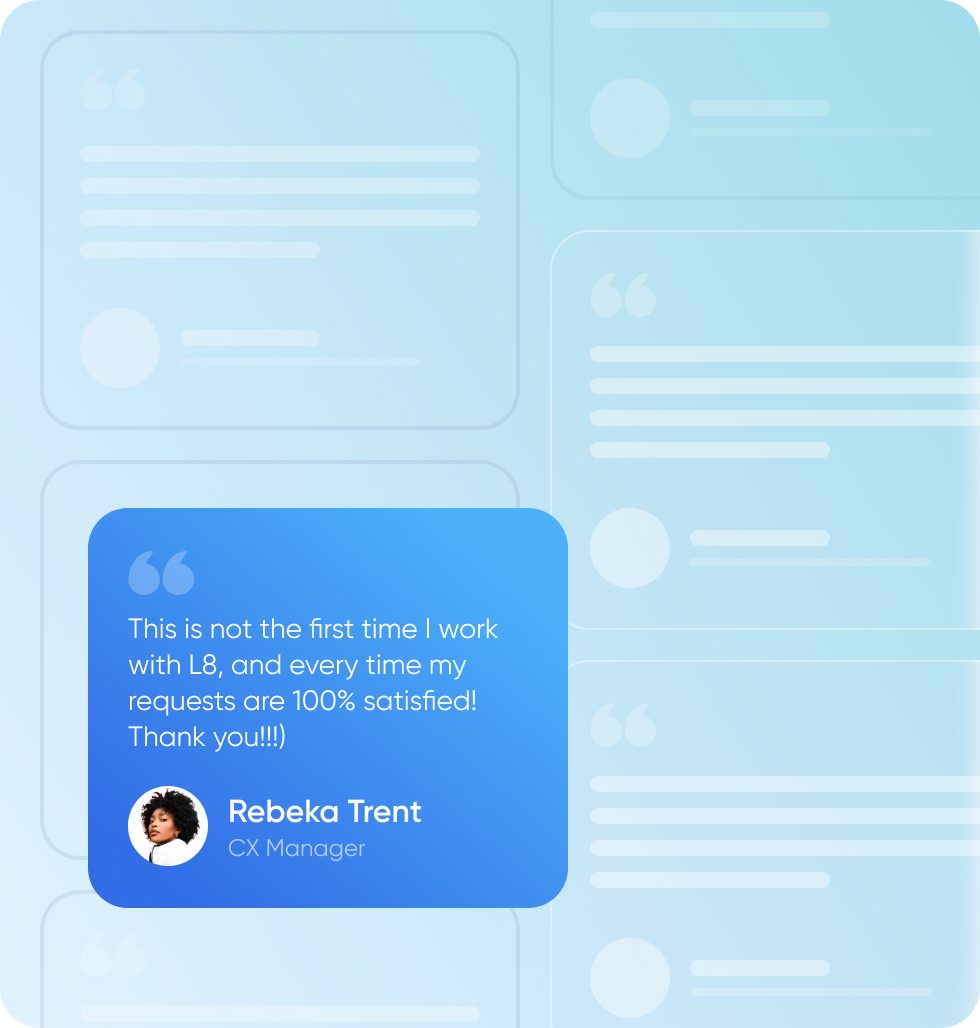 This is not the first time I work
with L8, and every time my
requests are 100% satisfied!
Thank you!!!)
Rebeka Trent
CX Manager